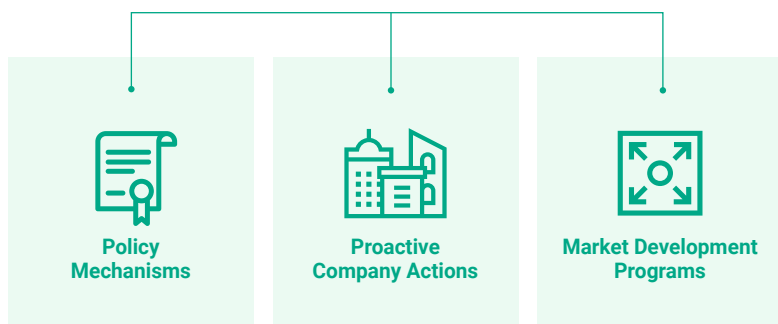 Policy
Mechanisms
Proactive
Company Actions
Market Development
Programs